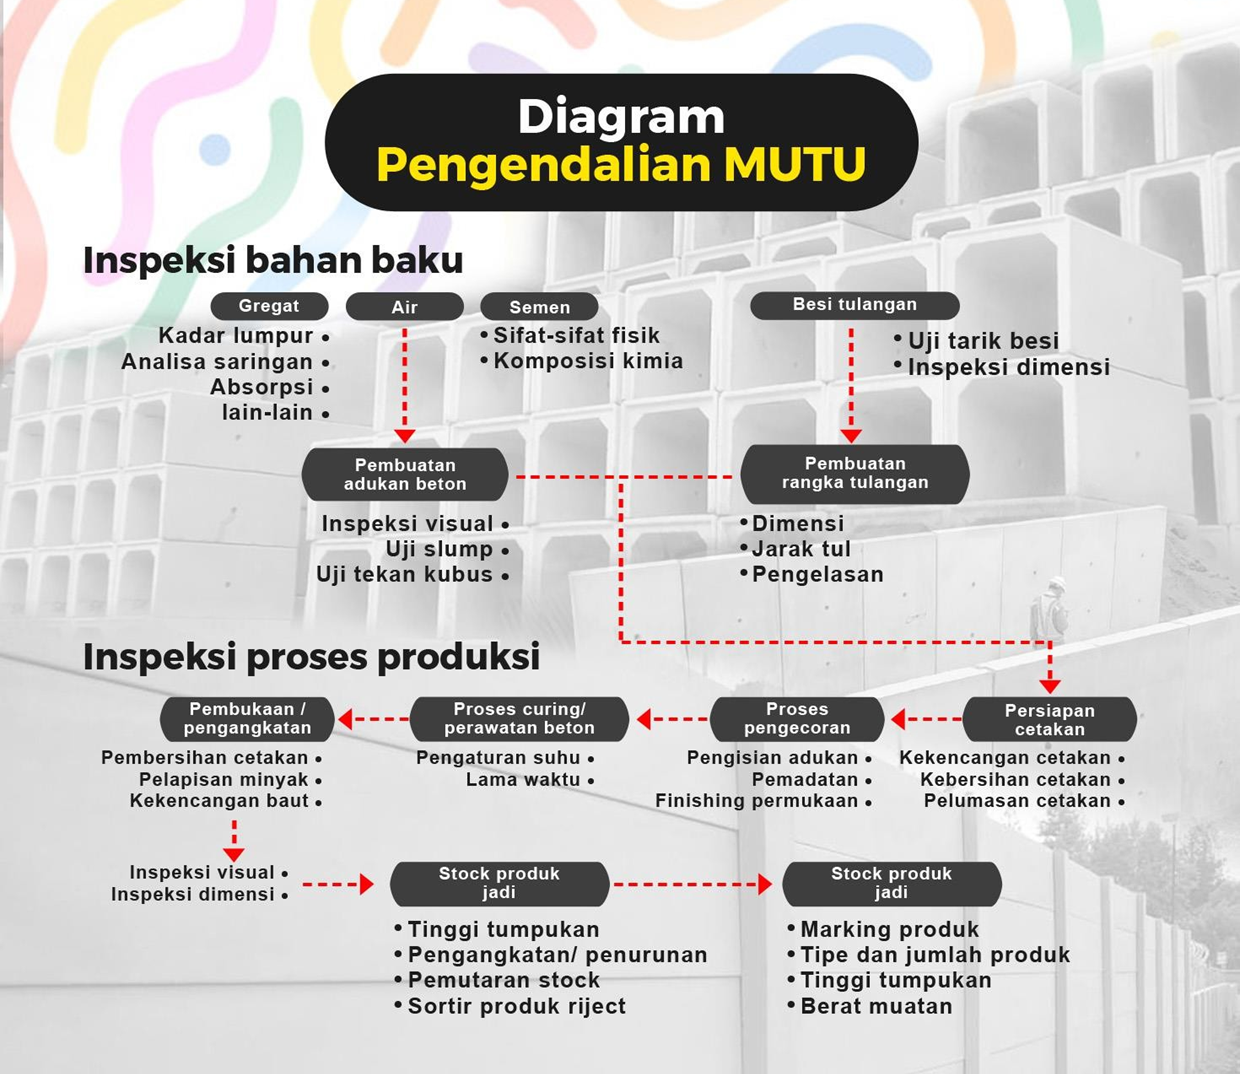 Diagram
Pengendalian MUTU
Inspeksi bahan baku
Gregat
Kadar lumpur •
Analisa saringan •
Absorpsi •
lain-lain •
Air
Semen
• Sifat-sifat fisik
• Komposisi kimia
Besi tulangan
• Uji tarik besi
• Inspeksi dimensi
Pembuatan
adukan beton
Inspeksi visual •
Uji slump •
Uji tekan kubus •
Pembuatan
rangka tulangan
• Dimensi
• Jarak tul
• Pengelasan
Inspeksi proses produksi
Persiapan
cetakan
Kekencangan cetakan •
Kebersihan cetakan •
Pelumasan cetakan •
Proses
pengecoran
Pengisian adukan •
Pemadatan •
Finishing permukaan •
Proses curing/
perawatan beton
Pengaturan suhu •
Lama waktu •
Pembukaan /
pengangkatan
Pembersihan cetakan •
Pelapisan minyak •
Kekencangan baut •
Inspeksi visual •
Inspeksi dimensi •
Stock produk
jadi
• Tinggi tumpukan
• Pengangkatan/ penurunan
• Pemutaran stock
• Sortir produk riject
Stock produk
jadi
• Marking produk
• Tipe dan jumlah produk
• Tinggi tumpukan
• Berat muatan